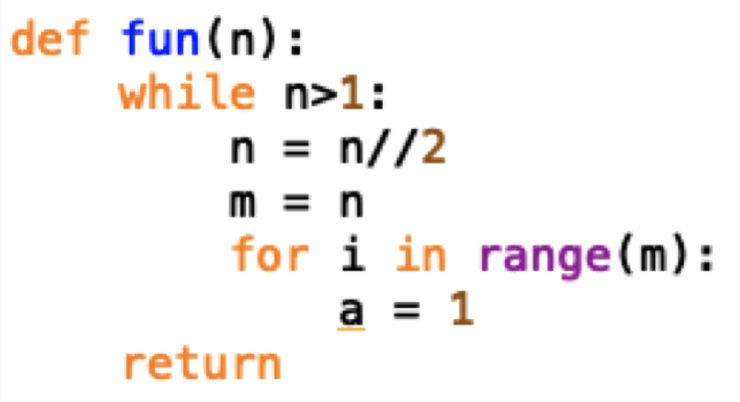 def fun(n):
    while n>1:
        n = n//2
        m = n
        for i in range(m):
            a = 1
    return